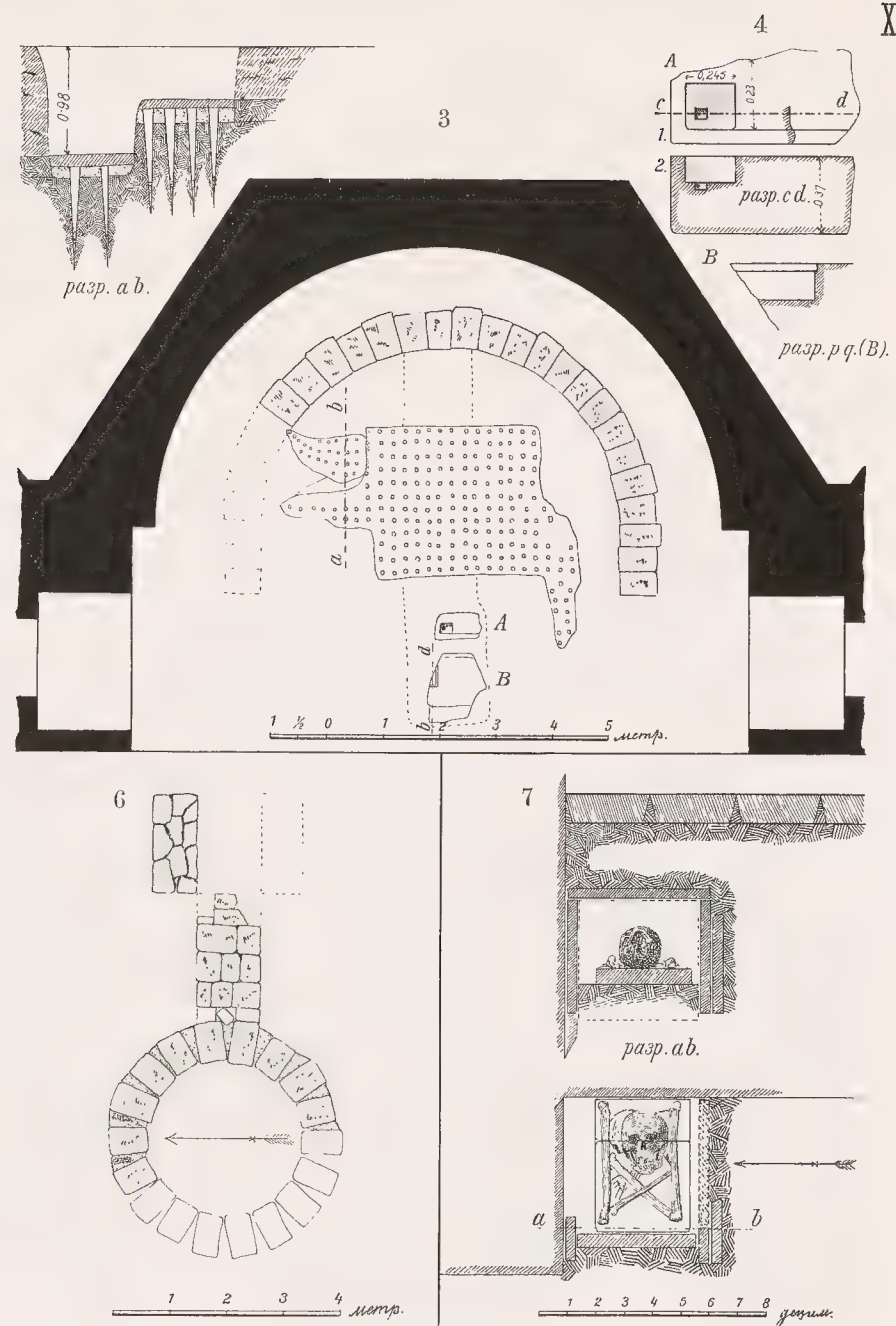 X
4
A
0,245
0,23
c
d
1.
2.
разр. c d.
0,37
B
разр. p q. (B).
0,98
разр. a b.
3
b
a
A
d
B
b
1 ½ 0 1 2 3 4 5 метр.
6
1 2 3 4 метр.
7
разр. ab.
a
b
1 2 3 4 5 6 7 8 децим.